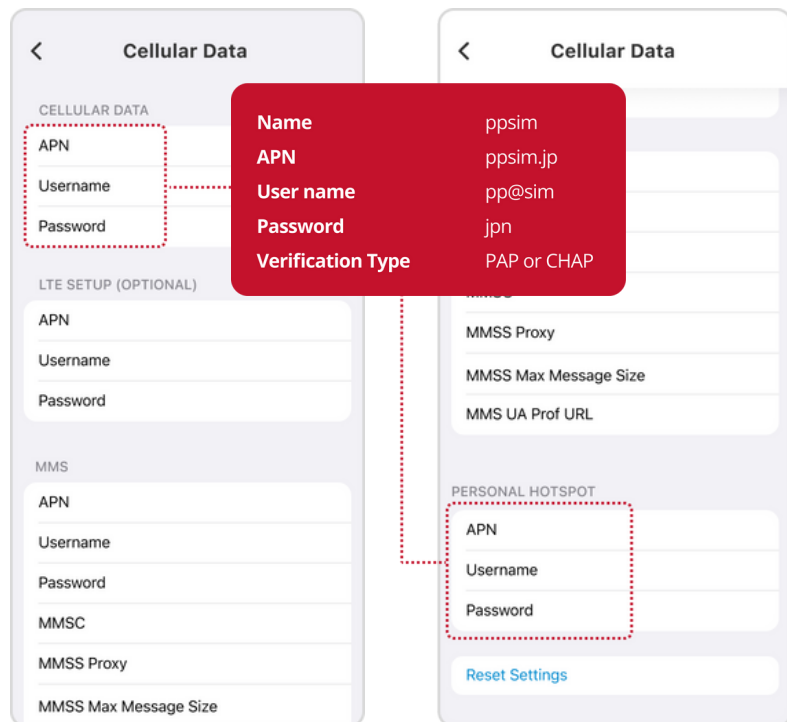 Cellular Data
CELLULAR DATA
APN
Username
Password
LTE SETUP (OPTIONAL)
APN
Username
Password
MMS
APN
Username
Password
MMSC
MMSS Proxy
MMSS Max Message Size
Name ppsim
APN ppsim.jp
User name pp@sim
Password jpn
Verification Type PAP or CHAP
Cellular Data
MMSS Proxy
MMSS Max Message Size
MMS UA Prof URL
PERSONAL HOTSPOT
APN
Username
Password
Reset Settings